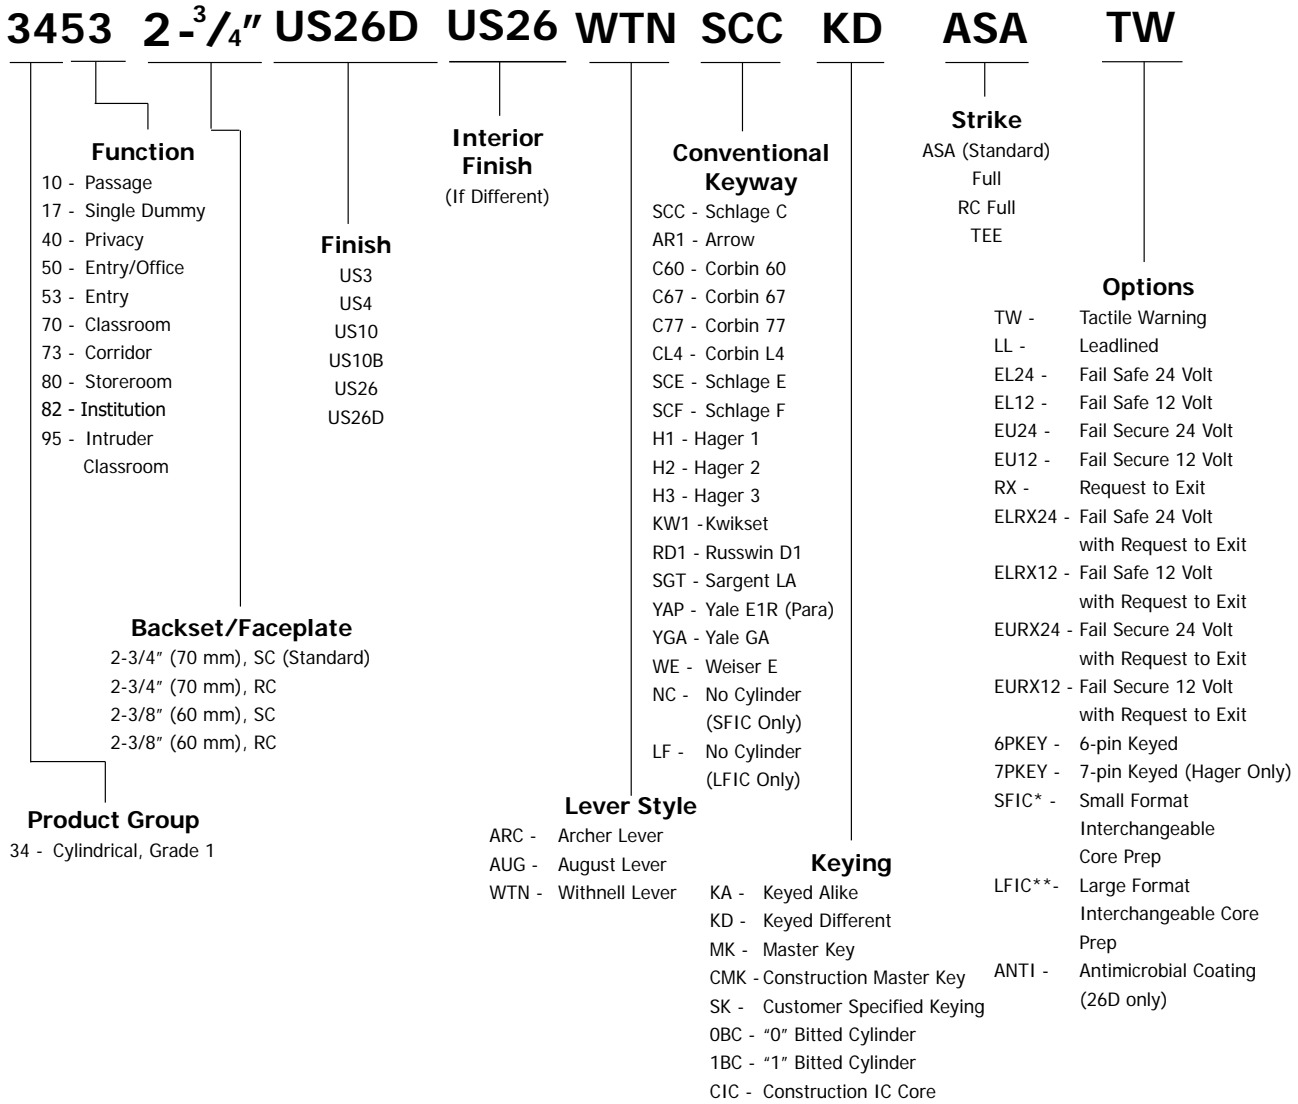 3453 2-3/4" US26D US26 WTN SCC KD ASA TW
Function
10 - Passage
17 - Single Dummy
40 - Privacy
50 - Entry/Office
53 - Entry
70 - Classroom
73 - Corridor
80 - Storeroom
82 - Institution
95 - Intruder
Classroom
Backset/Faceplate
2-3/4" (70 mm), SC (Standard)
2-3/4" (70 mm), RC
2-3/8" (60 mm), SC
2-3/8" (60 mm), RC
Product Group
34 - Cylindrical, Grade 1
Finish
US3
US4
US10
US10B
US26
US26D
Interior
Finish
(If Different)
Lever Style
ARC - Archer Lever
AUG - August Lever
WTN - Withnell Lever
Conventional
Keyway
SCC - Schlage C
AR1 - Arrow
C60 - Corbin 60
C67 - Corbin 67
C77 - Corbin 77
CL4 - Corbin L4
SCE - Schlage E
SCF - Schlage F
H1 - Hager 1
H2 - Hager 2
H3 - Hager 3
KW1 - Kwikset
RD1 - Russwin D1
SGT - Sargent LA
YAP - Yale E1R (Para)
YGA - Yale GA
WE - Weiser E
NC - No Cylinder
(SFIC Only)
LF - No Cylinder
(LFIC Only)
Keying
KA - Keyed Alike
KD - Keyed Different
MK - Master Key
CMK - Construction Master Key
SK - Customer Specified Keying
0BC - "0" Bitted Cylinder
1BC - "1" Bitted Cylinder
CIC - Construction IC Core
Strike
ASA (Standard)
Full
RC Full
TEE
Options
TW - Tactile Warning
LL - Leadlined
EL24 - Fail Safe 24 Volt
EL12 - Fail Safe 12 Volt
EU24 - Fail Secure 24 Volt
EU12 - Fail Secure 12 Volt
RX - Request to Exit
ELRX24 - Fail Safe 24 Volt
with Request to Exit
ELRX12 - Fail Safe 12 Volt
with Request to Exit
EURX24 - Fail Secure 24 Volt
with Request to Exit
EURX12 - Fail Secure 12 Volt
with Request to Exit
6PKEY - 6-pin Keyed
7PKEY - 7-pin Keyed (Hager Only)
SFIC* - Small Format
Interchangeable
Core Prep
LFIC**- Large Format
Interchangeable Core
Prep
ANTI - Antimicrobial Coating
(26D only)